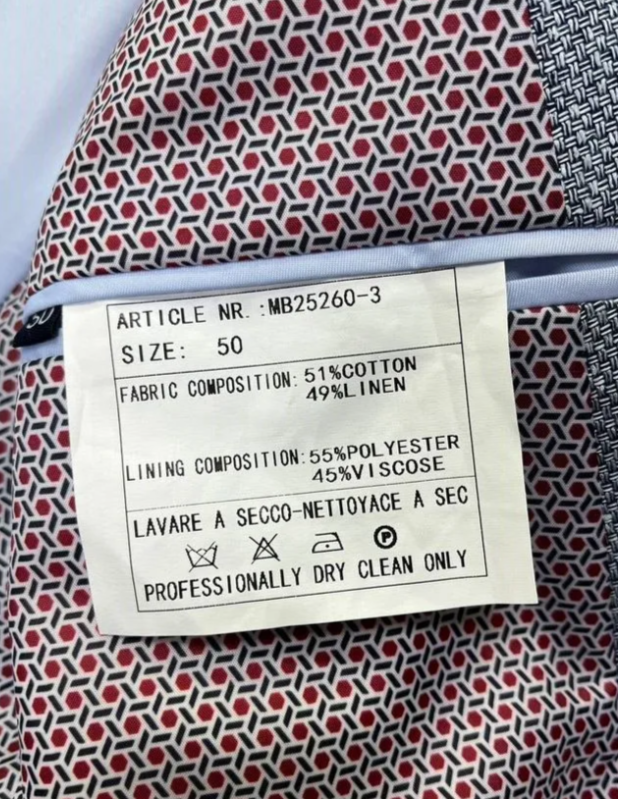 50
ARTICLE NR.:MB25260-3
SIZE: 50
FABRIC COMPOSITION: 51%COTTON
49%LINEN
LINING COMPOSITION:55%POLYESTER
45%VISCOSE
LAVARE A SECCO-NETTOYACE A SEC
P
PROFESSIONALLY DRY CLEAN ONLY